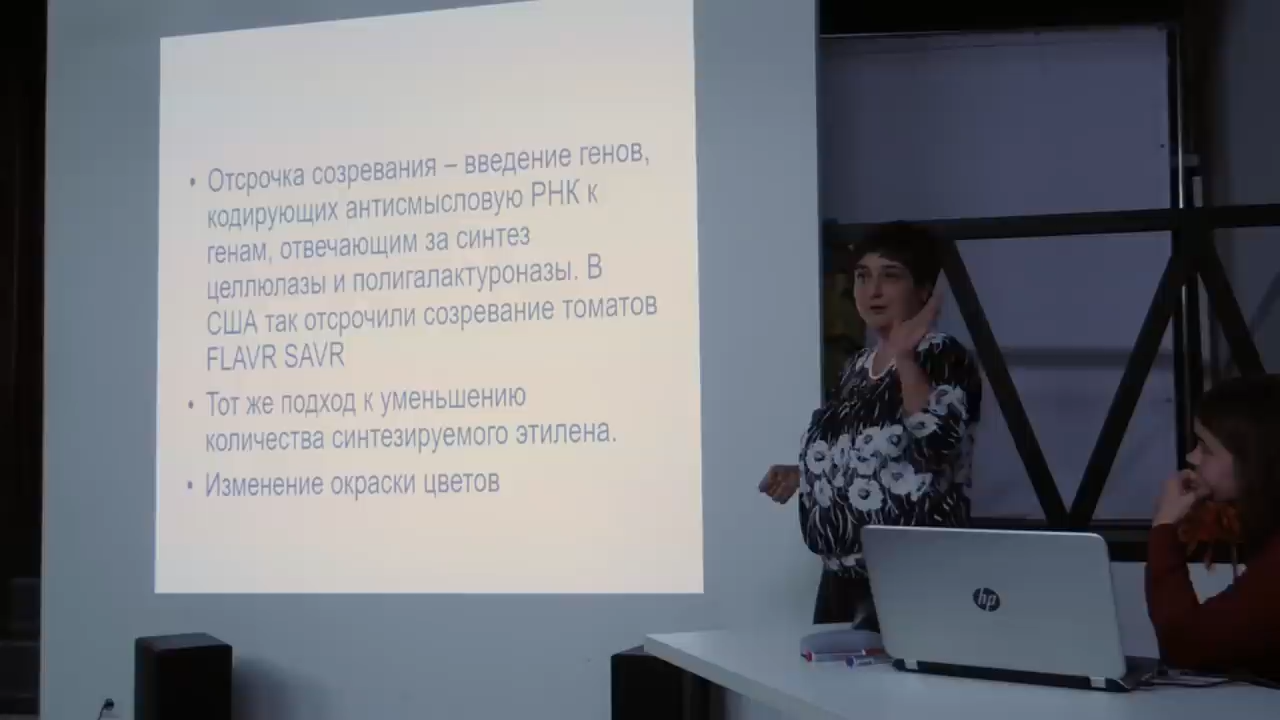 • Отсрочка созревания – введение генов,
кодирующих антисмысловую РНК к
генам, отвечающим за синтез
целлюлазы и полигалактуроназы. В
США так отсрочили созревание томатов
FLAVR SAVR
• Тот же подход к уменьшению
количества синтезируемого этилена.
• Изменение окраски цветов
hp